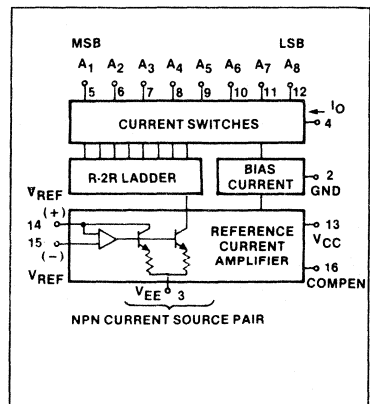 MSB LSB
A1 A2 A3 A4 A5 A6 A7 A8
5 6 7 8 9 10 11 12
IO
CURRENT SWITCHES
4
R-2R LADDER
BIAS
CURRENT
2
GND
VREF
(+)
14
15
(-)
VREF
REFERENCE
CURRENT
AMPLIFIER
13
VCC
16
COMPEN
VEE 3
NPN CURRENT SOURCE PAIR